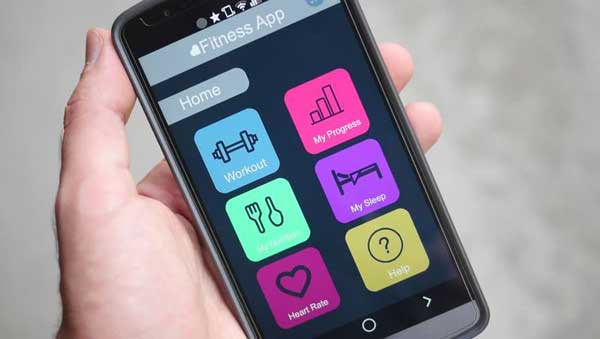 Fitness App
Home
Workout
My Progress
My Nutrition
My Sleep
Heart Rate
Help